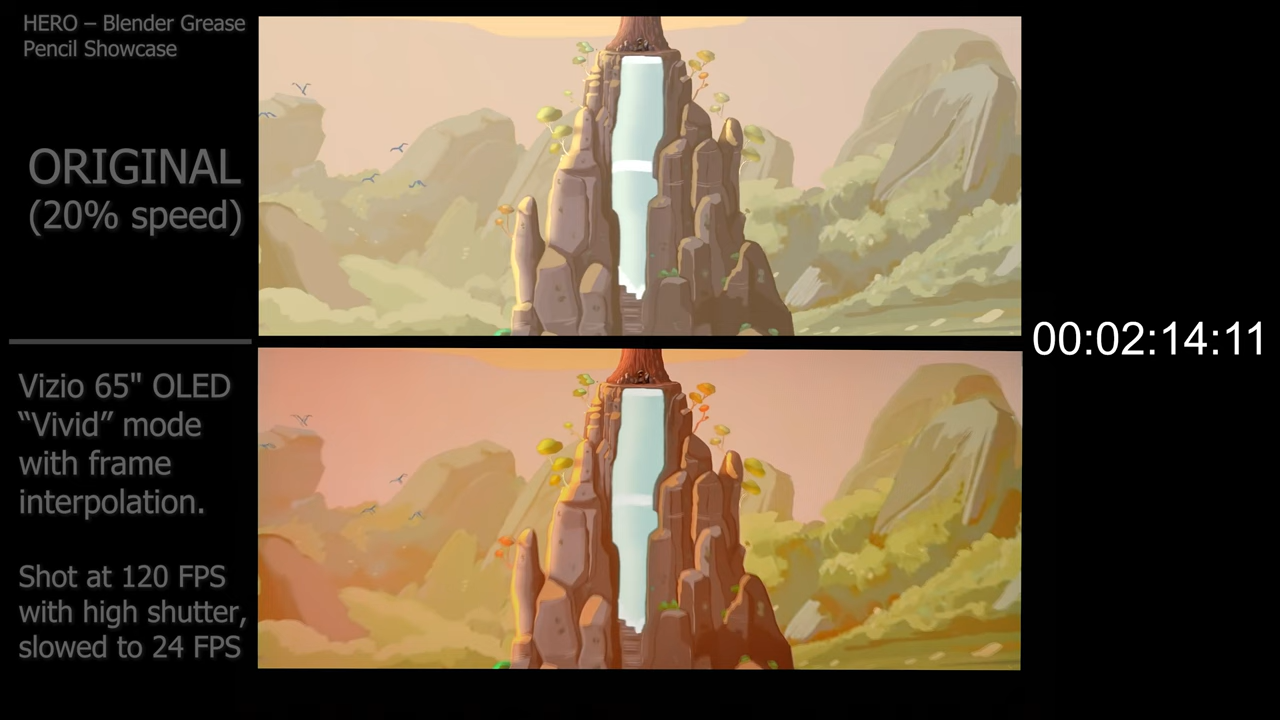 HERO – Blender Grease
Pencil Showcase
ORIGINAL
(20% speed)
Vizio 65" OLED
“Vivid” mode
with frame
interpolation.
Shot at 120 FPS
with high shutter,
slowed to 24 FPS
00:02:14:11